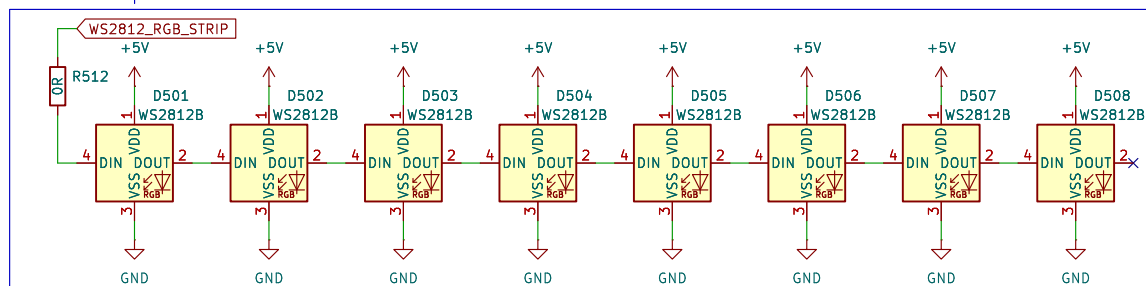 WS2812_RGB_STRIP
+5V +5V +5V +5V +5V +5V +5V +5V
0R R512
D501 D502 D503 D504 D505 D506 D507 D508
1 WS2812B 1 WS2812B 1 WS2812B 1 WS2812B 1 WS2812B 1 WS2812B 1 WS2812B 1 WS2812B
VDD VDD VDD VDD VDD VDD VDD VDD
4 DIN DOUT 2 4 DIN DOUT 2 4 DIN DOUT 2 4 DIN DOUT 2 4 DIN DOUT 2 4 DIN DOUT 2 4 DIN DOUT 2 4 DIN DOUT 2
VSS RGB VSS RGB VSS RGB VSS RGB VSS RGB VSS RGB VSS RGB VSS RGB
3 3 3 3 3 3 3 3
GND GND GND GND GND GND GND GND